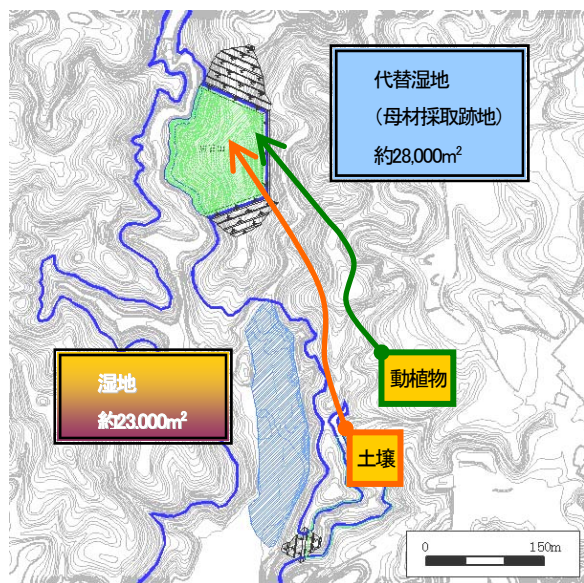 代替湿地
（母材採取跡地）
約28,000m²
湿地
約23.000m²
動植物
土壌
0 150m